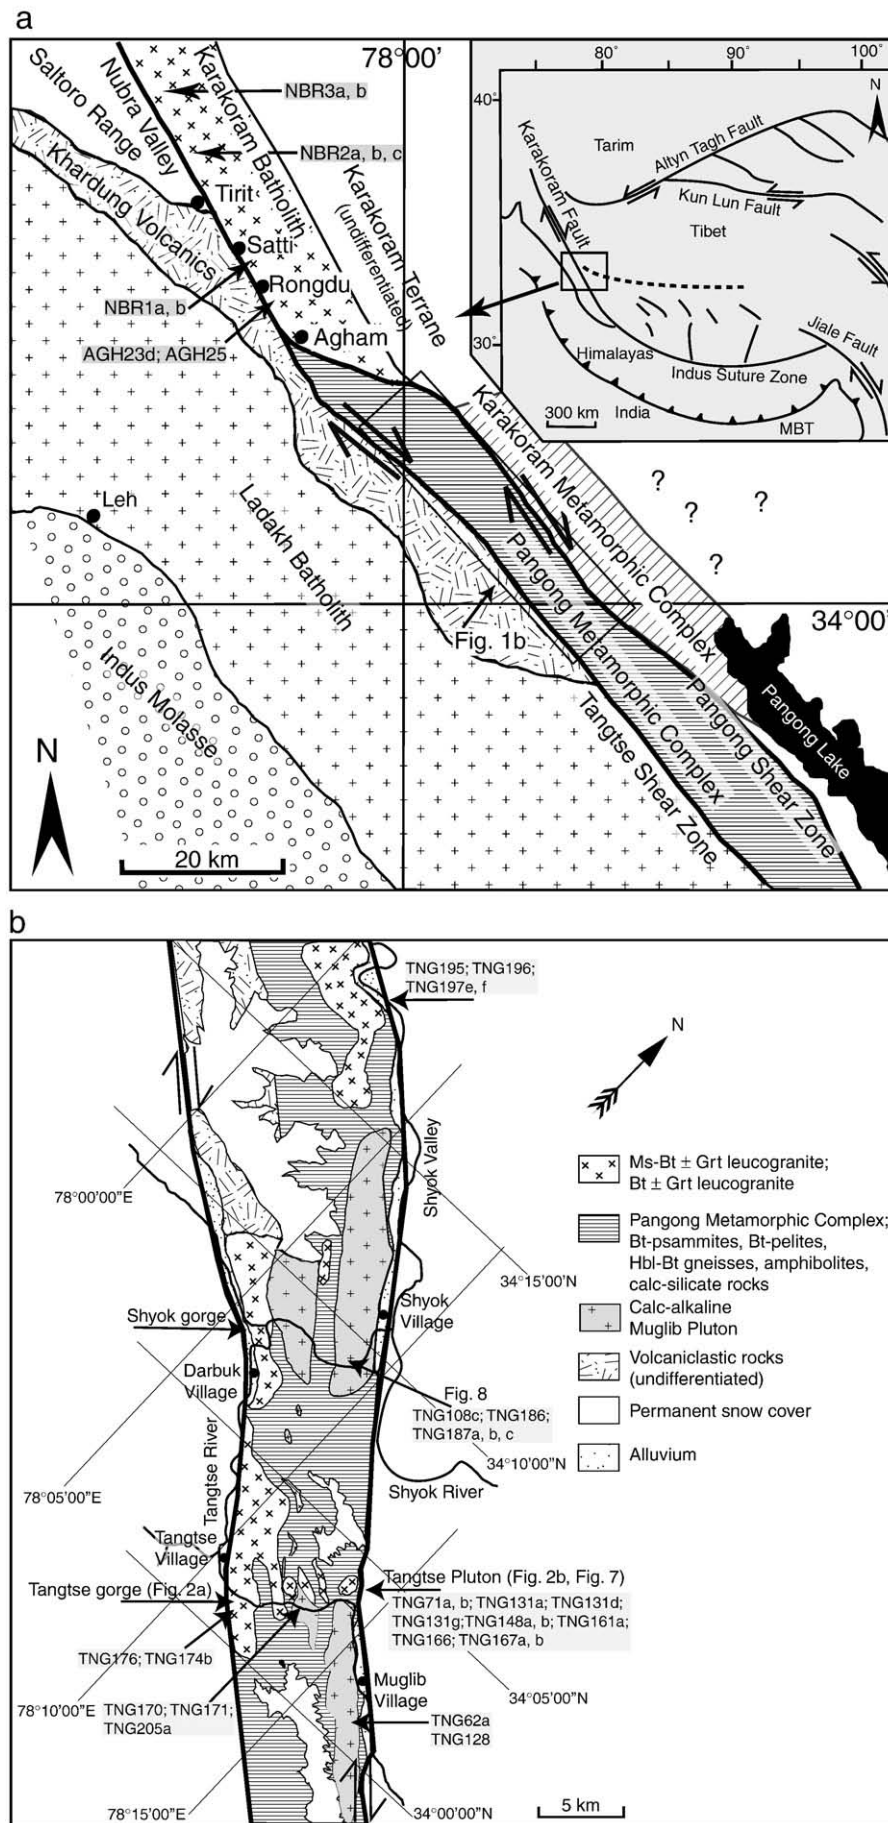 a
78°00'
Saltoro Range
Nubra Valley
Karakoram Batholith
NBR3a, b
NBR2a, b, c
Khardung Volcanics
Tirit
Satti
Rongdu
Agham
Karakoram Terrane
(undifferentiated)
NBR1a, b
AGH23d; AGH25
80°
90°
100°
40°
30°
N
Tarim
Altyn Tagh Fault
Karakoram Fault
Kun Lun Fault
Tibet
Jiale Fault
Himalayas
Indus Suture Zone
India
MBT
300 km
Leh
Ladakh Batholith
Indus Molasse
Karakoram Metamorphic Complex
?
?
?
?
Pangong Metamorphic Complex
Fig. 1b
34°00'
Tangtse Shear Zone
Pangong Shear Zone
Pangong Lake
N
20 km
b
TNG195; TNG196;
TNG197e, f
N
78°00'00"E
Shyok Valley
34°15'00"N
Shyok gorge
Shyok
Village
Darbuk
Village
Fig. 8
TNG108c; TNG186;
TNG187a, b, c
34°10'00"N
Shyok River
Tangtse River
78°05'00"E
Tangtse
Village
Tangtse gorge (Fig. 2a)
Tangtse Pluton (Fig. 2b, Fig. 7)
TNG71a, b; TNG131a; TNG131d;
TNG131g;TNG148a, b; TNG161a;
TNG166; TNG167a, b
TNG176; TNG174b
78°10'00"E
TNG170; TNG171;
TNG205a
Muglib
Village
34°05'00"N
TNG62a
TNG128
78°15'00"E
34°00'00"N
5 km
Ms-Bt ± Grt leucogranite;
Bt ± Grt leucogranite
Pangong Metamorphic Complex;
Bt-psammites, Bt-pelites,
Hbl-Bt gneisses, amphibolites,
calc-silicate rocks
Calc-alkaline
Muglib Pluton
Volcaniclastic rocks
(undifferentiated)
Permanent snow cover
Alluvium